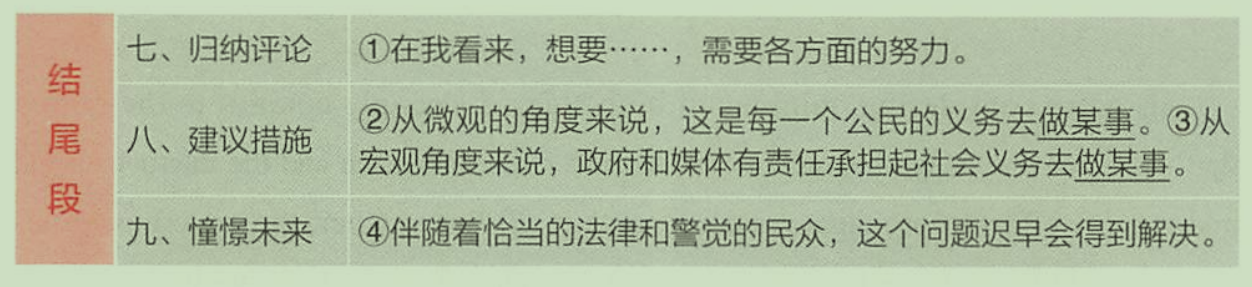 结尾段
七、归纳评论
①在我看来，想要……，需要各方面的努力。
八、建议措施
②从微观的角度来说，这是每一个公民的义务去做某事。③从
宏观角度来说，政府和媒体有责任承担起社会义务去做某事。
九、憧憬未来
④伴随着恰当的法律和警觉的民众，这个问题迟早会得到解决。